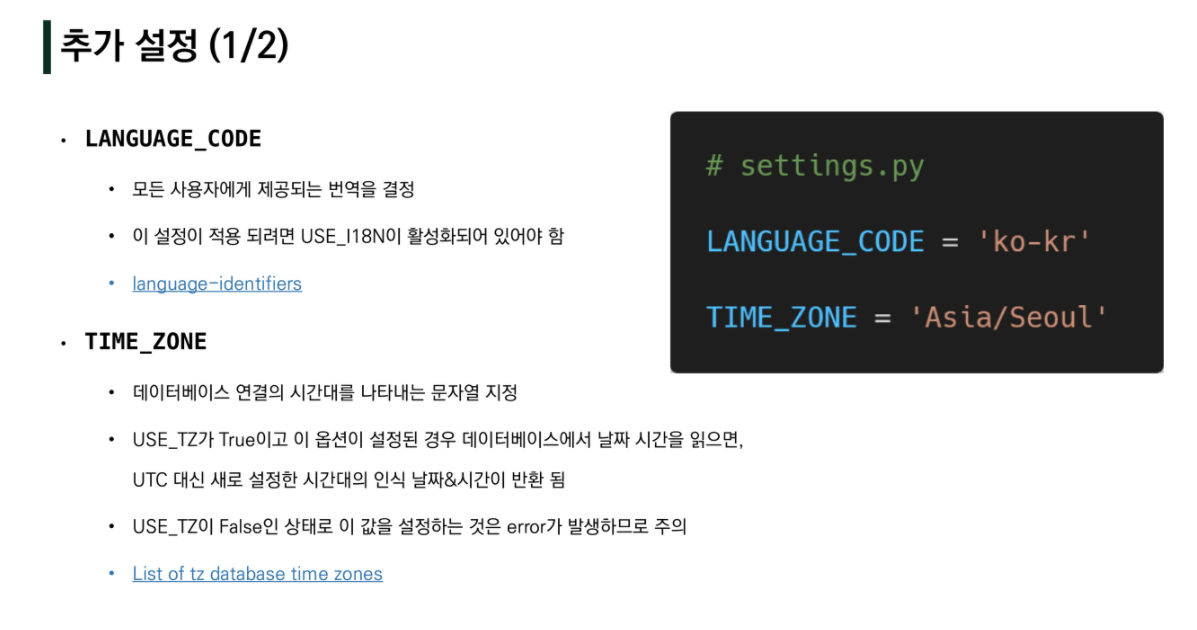 추가 설정 (1/2)
• LANGUAGE_CODE
• 모든 사용자에게 제공되는 번역을 결정
• 이 설정이 적용 되려면 USE_I18N이 활성화되어 있어야 함
• language-identifiers
• TIME_ZONE
• 데이터베이스 연결의 시간대를 나타내는 문자열 지정
• USE_TZ가 True이고 이 옵션이 설정된 경우 데이터베이스에서 날짜 시간을 읽으면,
UTC 대신 새로 설정한 시간대의 인식 날짜&시간이 반환 됨
• USE_TZ이 False인 상태로 이 값을 설정하는 것은 error가 발생하므로 주의
• List of tz database time zones
# settings.py
LANGUAGE_CODE = 'ko-kr'
TIME_ZONE = 'Asia/Seoul'